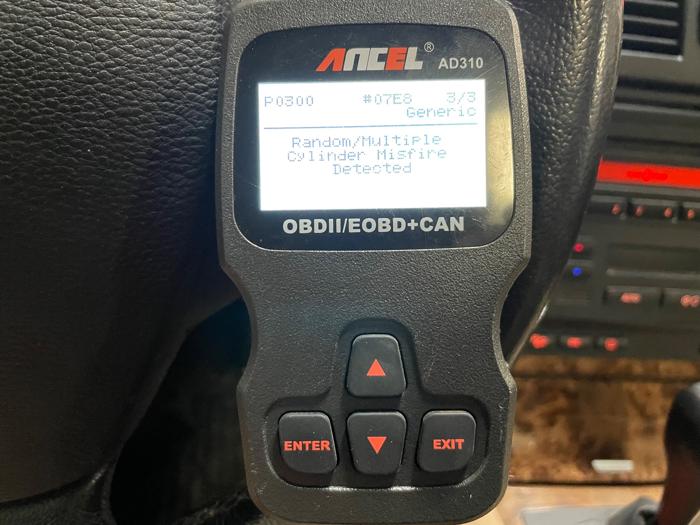 ANCEL® AD310
P0300 #07E8 3/3
Generic
Random/Multiple
Cylinder Misfire
Detected
OBDII/EOBD+CAN
ENTER
EXIT